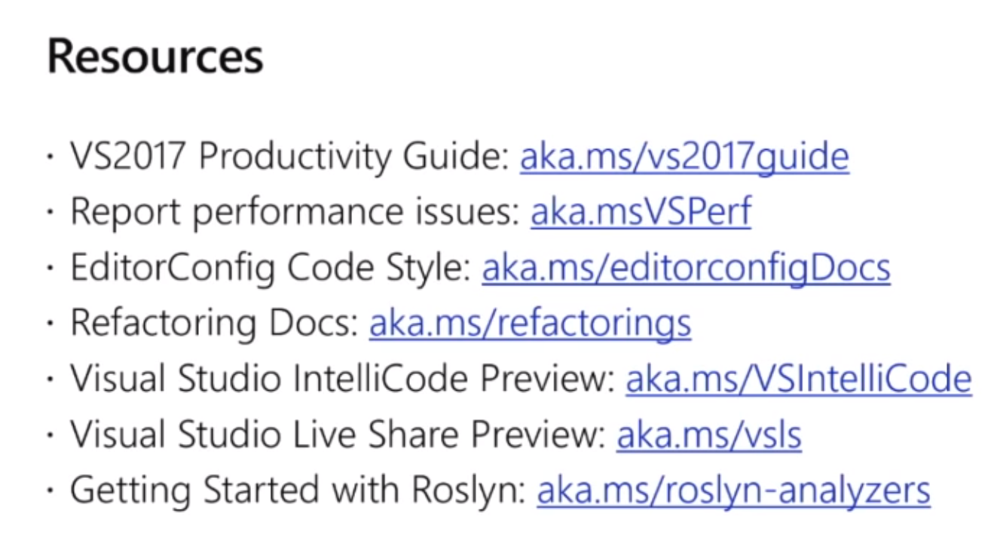 Resources
· VS2017 Productivity Guide: aka.ms/vs2017guide
· Report performance issues: aka.msVSPerf
· EditorConfig Code Style: aka.ms/editorconfigDocs
· Refactoring Docs: aka.ms/refactorings
· Visual Studio IntelliCode Preview: aka.ms/VSIntelliCode
· Visual Studio Live Share Preview: aka.ms/vsls
· Getting Started with Roslyn: aka.ms/roslyn-analyzers